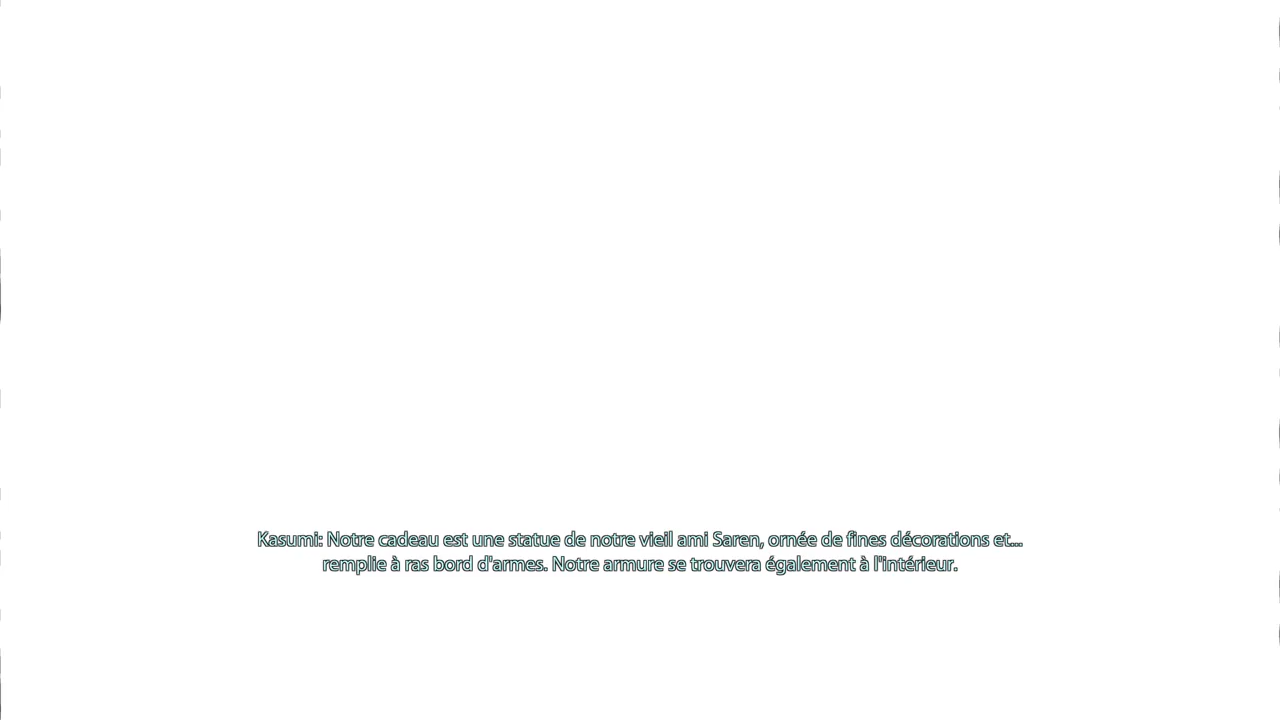 Kasumi: Notre cadeau est une statue de notre vieil ami Saren, ornée de fines décorations et...
remplie à ras bord d'armes. Notre armure se trouvera également à l'intérieur.